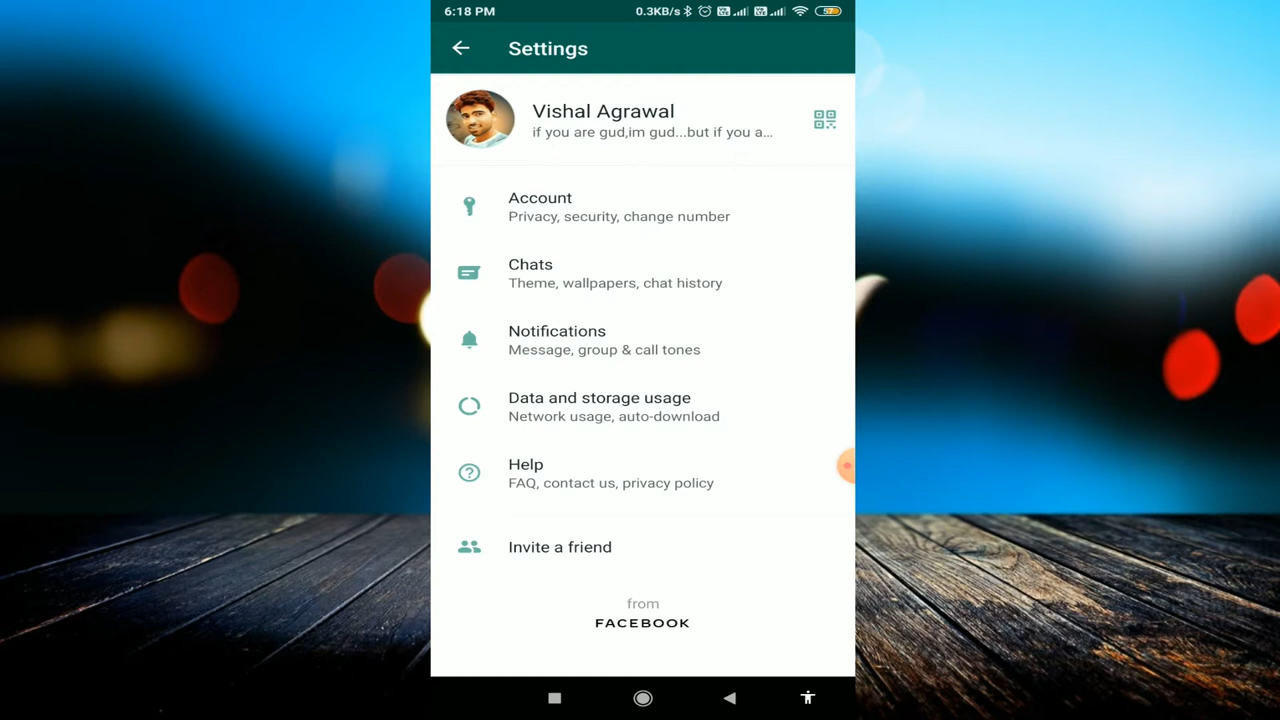 6:18 PM 0.3KB/s 57
Settings
Vishal Agrawal
if you are gud,im gud...but if you a...
Account
Privacy, security, change number
Chats
Theme, wallpapers, chat history
Notifications
Message, group & call tones
Data and storage usage
Network usage, auto-download
Help
FAQ, contact us, privacy policy
Invite a friend
from
FACEBOOK